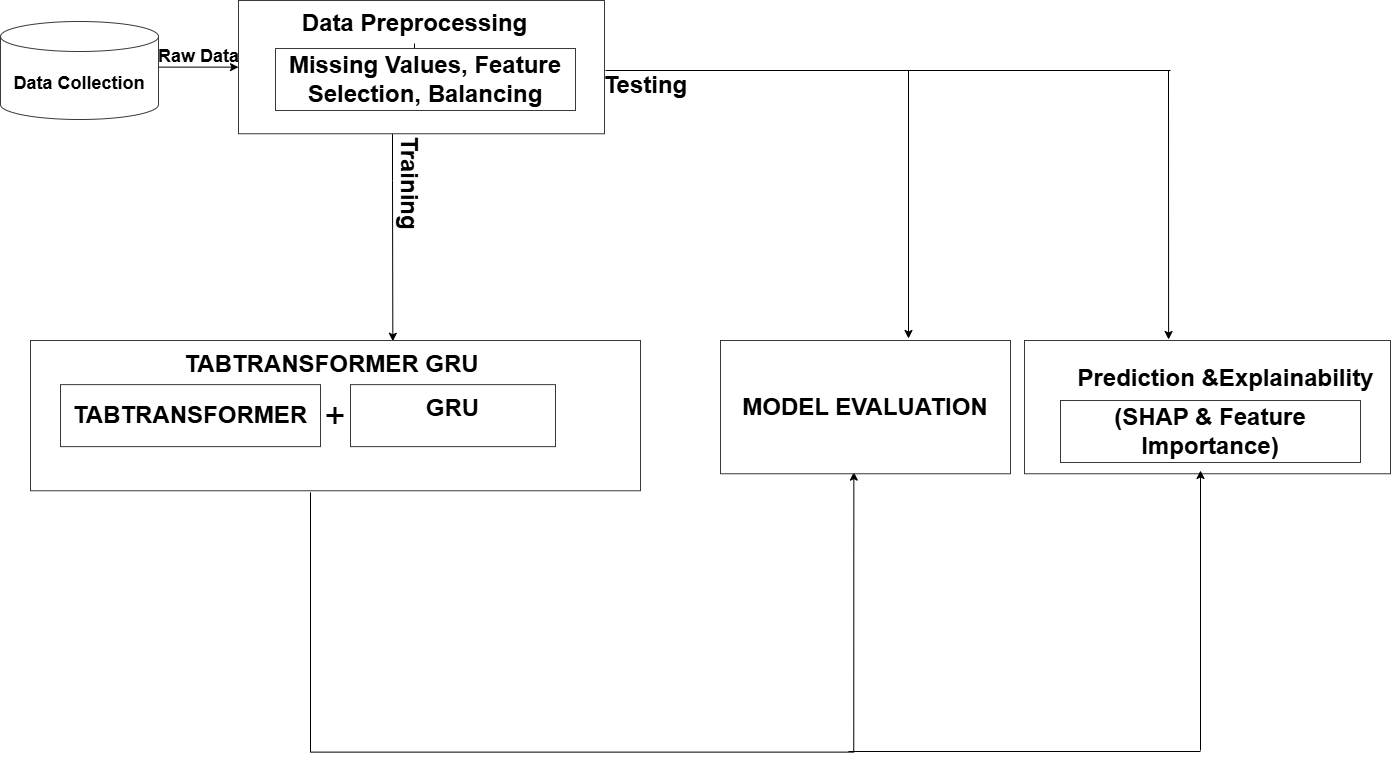 Data Preprocessing
Raw Data
Data Collection
Missing Values, Feature
Selection, Balancing
Testing
Training
TABTRANSFORMER GRU
TABTRANSFORMER
+
GRU
MODEL EVALUATION
Prediction &Explainability
(SHAP & Feature
Importance)